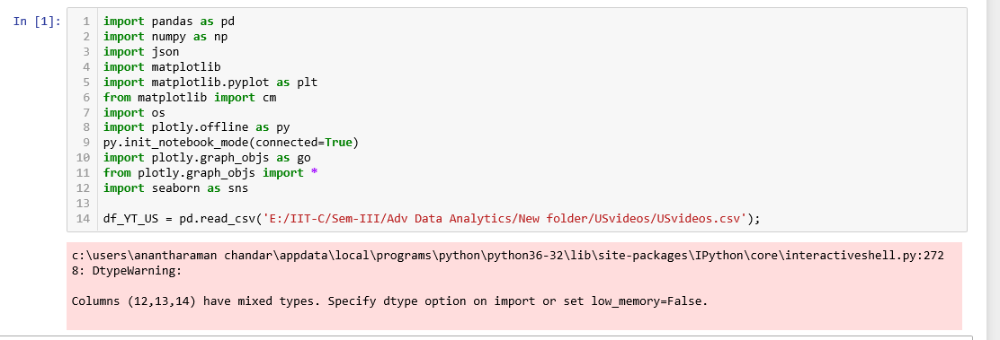 In [1]:
1 import pandas as pd
2 import numpy as np
3 import json
4 import matplotlib
5 import matplotlib.pyplot as plt
6 from matplotlib import cm
7 import os
8 import plotly.offline as py
9 py.init_notebook_mode(connected=True)
10 import plotly.graph_objs as go
11 from plotly.graph_objs import *
12 import seaborn as sns
13
14 df_YT_US = pd.read_csv('E:/IIT-C/Sem-III/Adv Data Analytics/New folder/USvideos/USvideos.csv');
c:\users\anantharaman chandar\appdata\local\programs\python\python36-32\lib\site-packages\IPython\core\interactiveshell.py:272
8: DtypeWarning:
Columns (12,13,14) have mixed types. Specify dtype option on import or set low_memory=False.